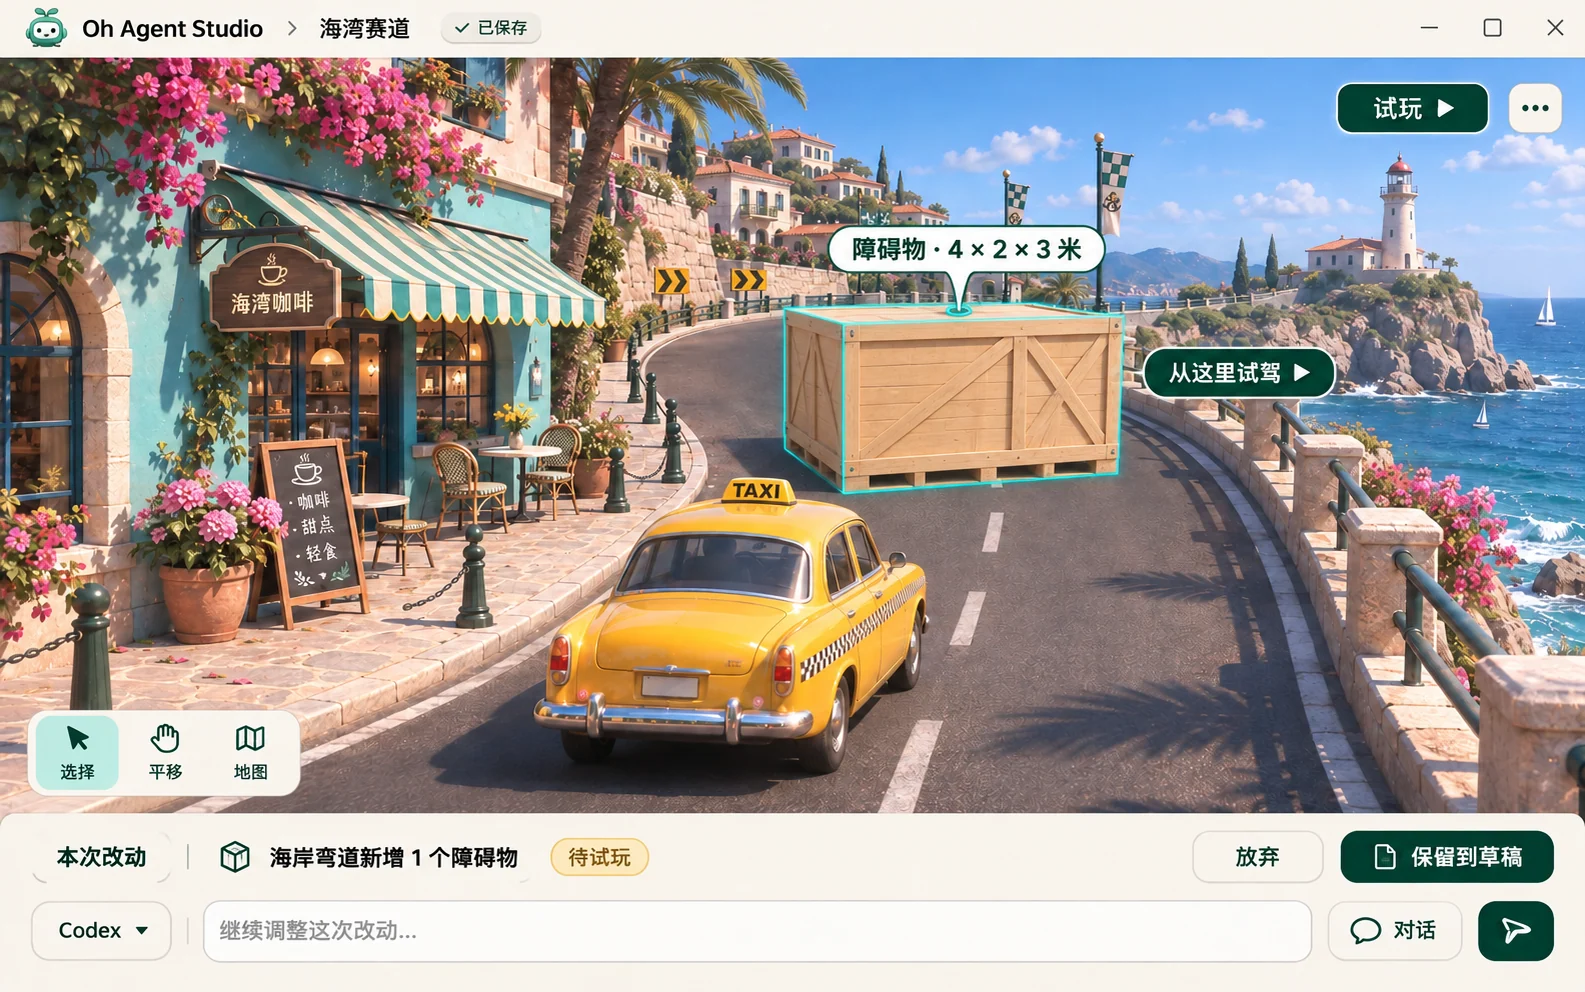 Oh Agent Studio
海湾赛道
已保存
试玩
障碍物 · 4 × 2 × 3 米
海湾咖啡
从这里试驾
· 咖啡
· 甜点
· 轻食
TAXI
选择
平移
地图
本次改动
海岸弯道新增 1 个障碍物
待试玩
放弃
保留到草稿
Codex
继续调整这次改动...
对话